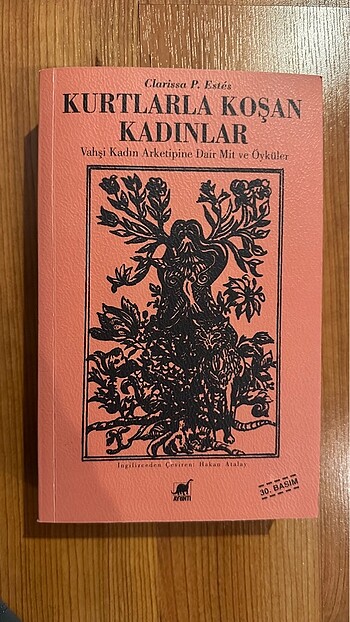 Clarissa P. Estés
KURTLARLA KOŞAN
KADINLAR
Vahşi Kadın Arketipine Dair Mit ve Öyküler
İngilizceden Çeviren: Hakan Atalay
AYRINTI
30. BASIM